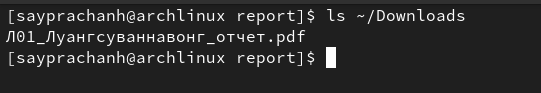 [sayprachanh@archlinux report]$ ls ~/Downloads
Л01_Луангсуваннавонг_отчет.pdf
[sayprachanh@archlinux report]$